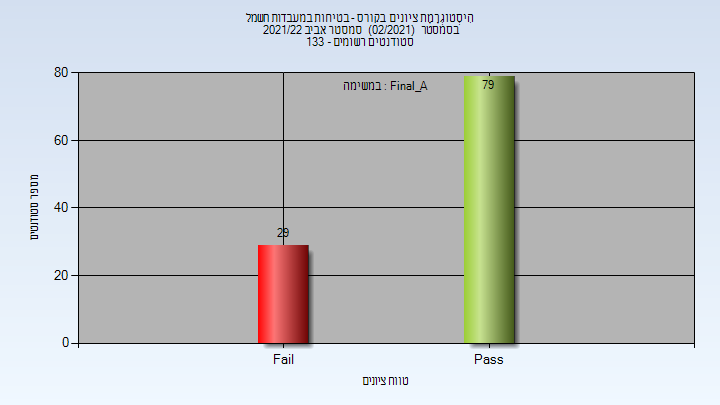 היסטוגרמת ציונים בקורס - בטיחות במעבדות חשמל
בסמסטר (02/2021) סמסטר אביב 2021/22
סטודנטים רשומים - 133
במשימה : Final_A
80
60
40
20
0
29
79
Fail
Pass
מספר סטודנטים
טווח ציונים